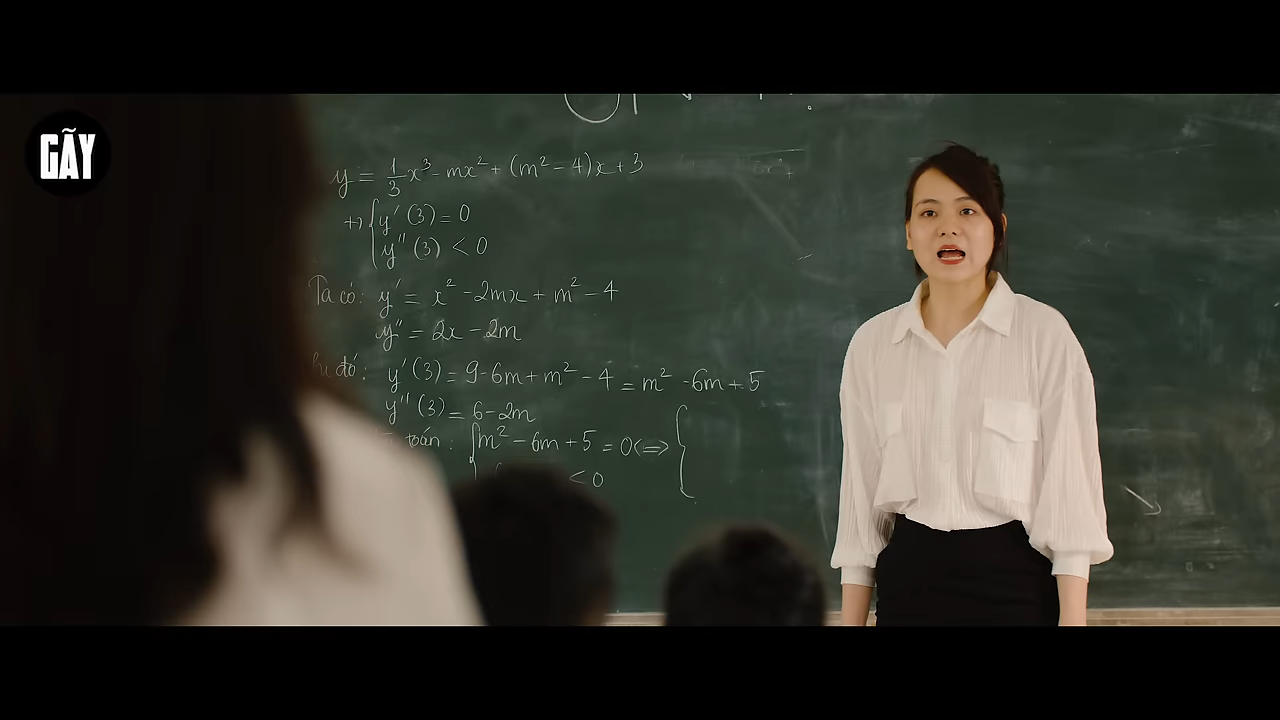 GÃY
y = 1/3 x³ - mx² + (m² - 4)x + 3
↦ { y' (3) = 0
y'' (3) < 0
Ta có: y' = x² - 2mx + m² - 4
y'' = 2x - 2m
đó: y' (3) = 9 - 6m + m² - 4 = m² - 6m + 5
y'' (3) = 6 - 2m
toán: { m² - 6m + 5 = 0 <=> {
< 0